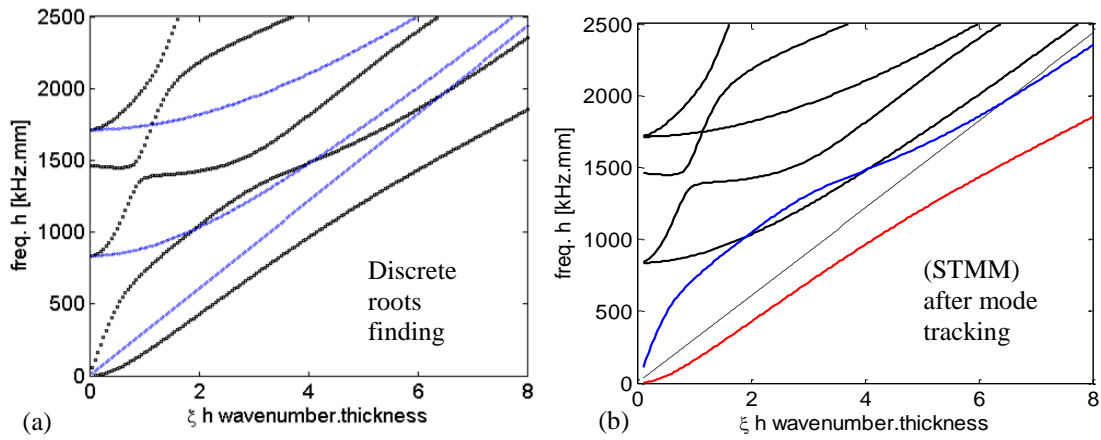 2500
2000
1500
1000
500
0
freq. h [kHz.mm]
0 2 4 6 8
ξ h wavenumber.thickness
Discrete
roots
finding
(a)
2500
2000
1500
1000
500
0
freq. h [kHz.mm]
0 2 4 6 8
ξ h wavenumber.thickness
(STMM)
after mode
tracking
(b)